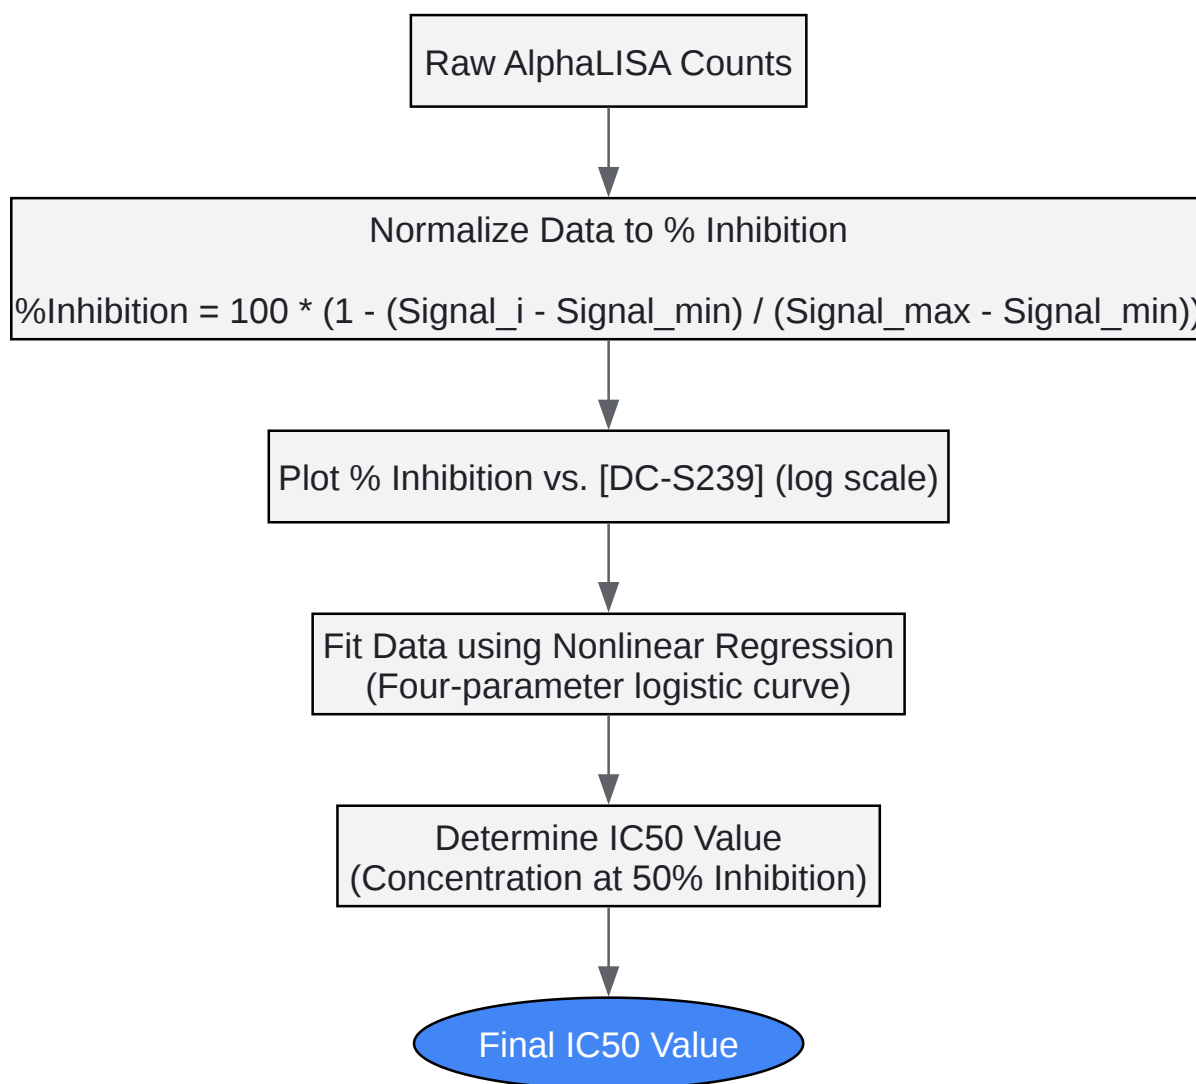 Raw AlphaLISA Counts
Normalize Data to % Inhibition
%Inhibition = 100 * (1 - (Signal_i - Signal_min) / (Signal_max - Signal_min))
Plot % Inhibition vs. [DC-S239] (log scale)
Fit Data using Nonlinear Regression
(Four-parameter logistic curve)
Determine IC50 Value
(Concentration at 50% Inhibition)
Final IC50 Value